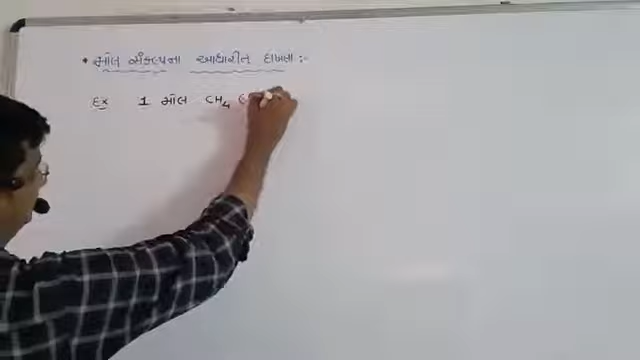 * મોલ સંકલ્પના આધારીત દાખલા :-
Ex 1 મોલ CH4